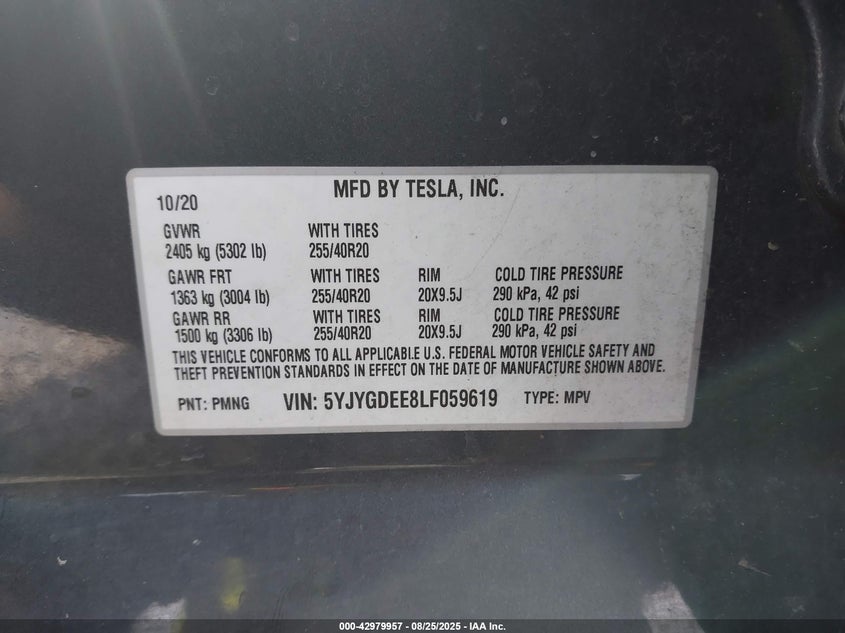 MFD BY TESLA, INC.
10/20
GVWR WITH TIRES
2405 kg (5302 lb) 255/40R20
GAWR FRT WITH TIRES RIM COLD TIRE PRESSURE
1363 kg (3004 lb) 255/40R20 20X9.5J 290 kPa, 42 psi
GAWR RR WITH TIRES RIM COLD TIRE PRESSURE
1500 kg (3306 lb) 255/40R20 20X9.5J 290 kPa, 42 psi
THIS VEHICLE CONFORMS TO ALL APPLICABLE U.S. FEDERAL MOTOR VEHICLE SAFETY AND
THEFT PREVENTION STANDARDS IN EFFECT ON THE DATE OF MANUFACTURE SHOWN ABOVE.
PNT: PMNG VIN: 5YJYGDEE8LF059619 TYPE: MPV
000-42979957 - 08/25/2025 - IAA Inc.